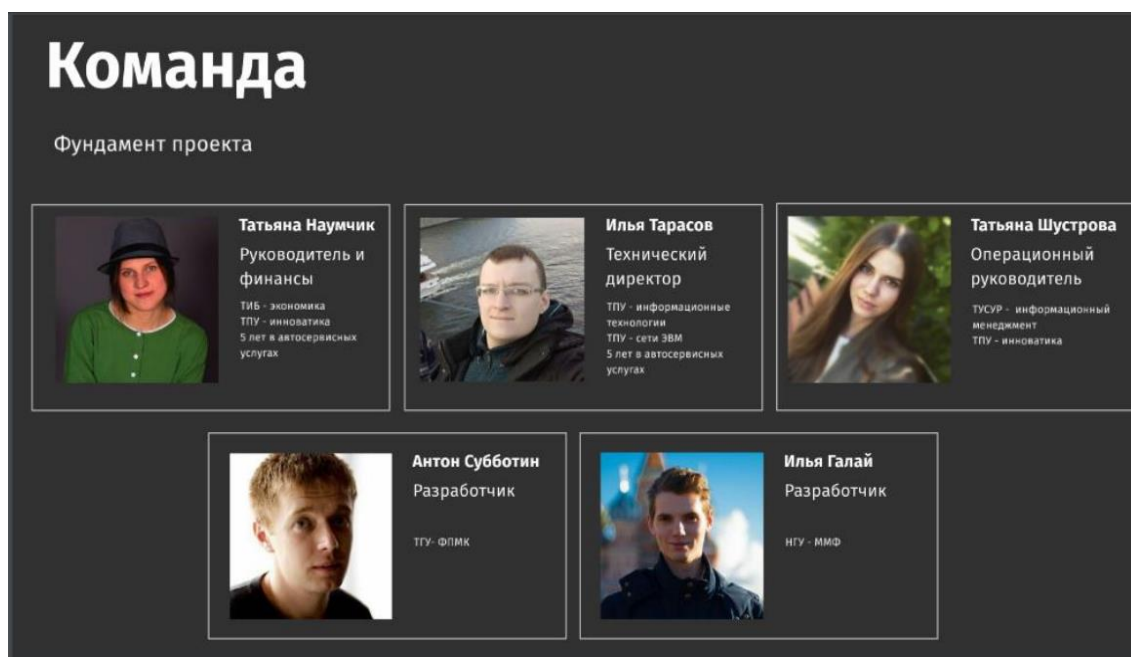 Команда
Фундамент проекта
Татьяна Наумчик
Руководитель и
финансы
ТИБ - экономика
ТПУ - инноватика
5 лет в автосервисных
услугах
Илья Тарасов
Технический
директор
ТПУ - информационные
технологии
ТПУ - сети ЭВМ
5 лет в автосервисных
услугах
Татьяна Шустрова
Операционный
руководитель
ТУСУР - информационный
менеджмент
ТПУ - инноватика
Антон Субботин
Разработчик
ТГУ- ФПМК
Илья Галай
Разработчик
НГУ - ММФ